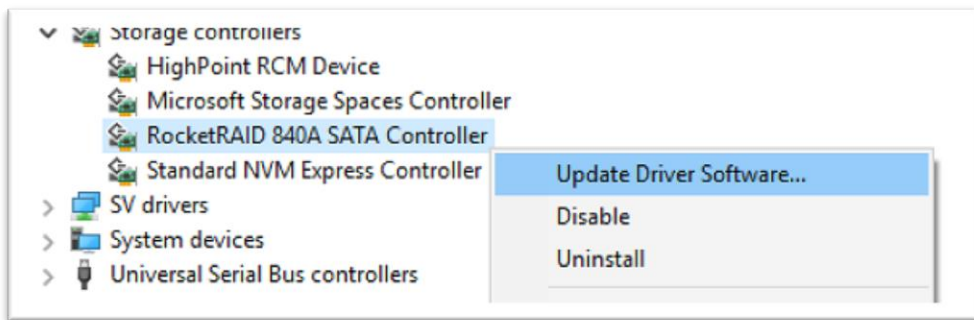 Storage controllers
HighPoint RCM Device
Microsoft Storage Spaces Controller
RocketRAID 840A SATA Controller
Standard NVM Express Controller
Update Driver Software...
SV drivers
Disable
System devices
Uninstall
Universal Serial Bus controllers